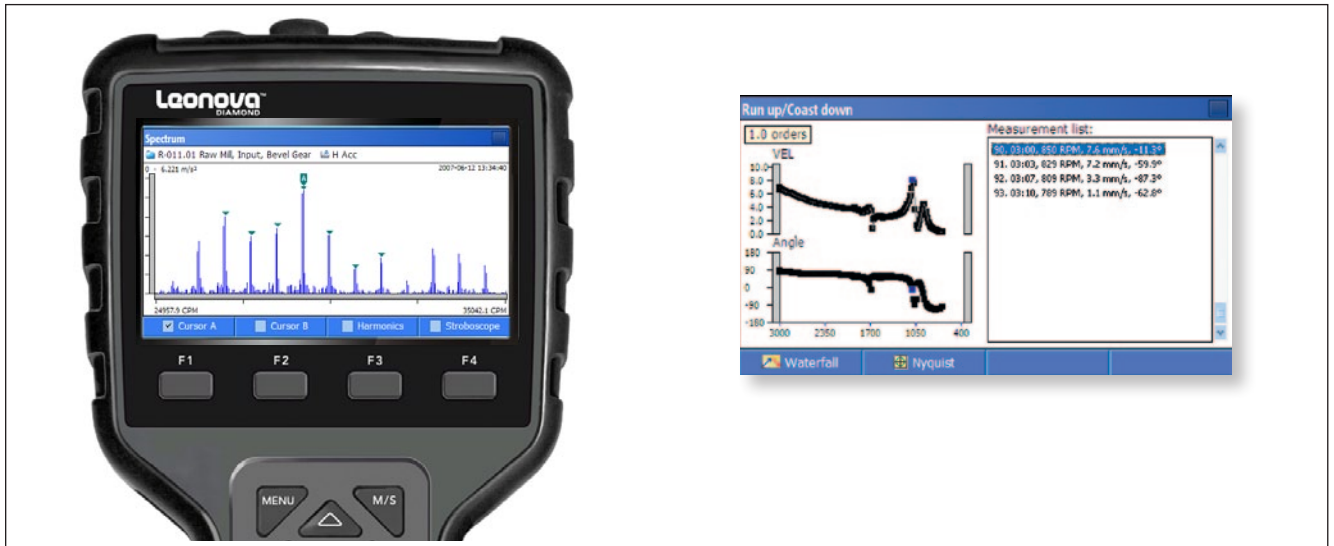 Leonova™
DIAMOND
Spectrum
R-011.01 Raw Mill, Input, Bevel Gear H Acc
0 - 6.221 m/s² 2007-06-12 13:34:40
A
24957.9 CPM 35042.1 CPM
Cursor A Cursor B Harmonics Stroboscope
F1 F2 F3 F4
MENU M/S
Run up/Coast down
1.0 orders
Measurement list:
VEL
10.0
8.0
6.0
4.0
2.0
0.0
90. 03:00, 850 RPM, 7.6 mm/s, -11.3°
91. 03:03, 829 RPM, 7.2 mm/s, -59.9°
92. 03:07, 809 RPM, 3.3 mm/s, -87.3°
93. 03:10, 789 RPM, 1.1 mm/s, -62.8°
Angle
180
90
0
-90
-180
3000 2350 1700 1050 400
Waterfall Nyquist